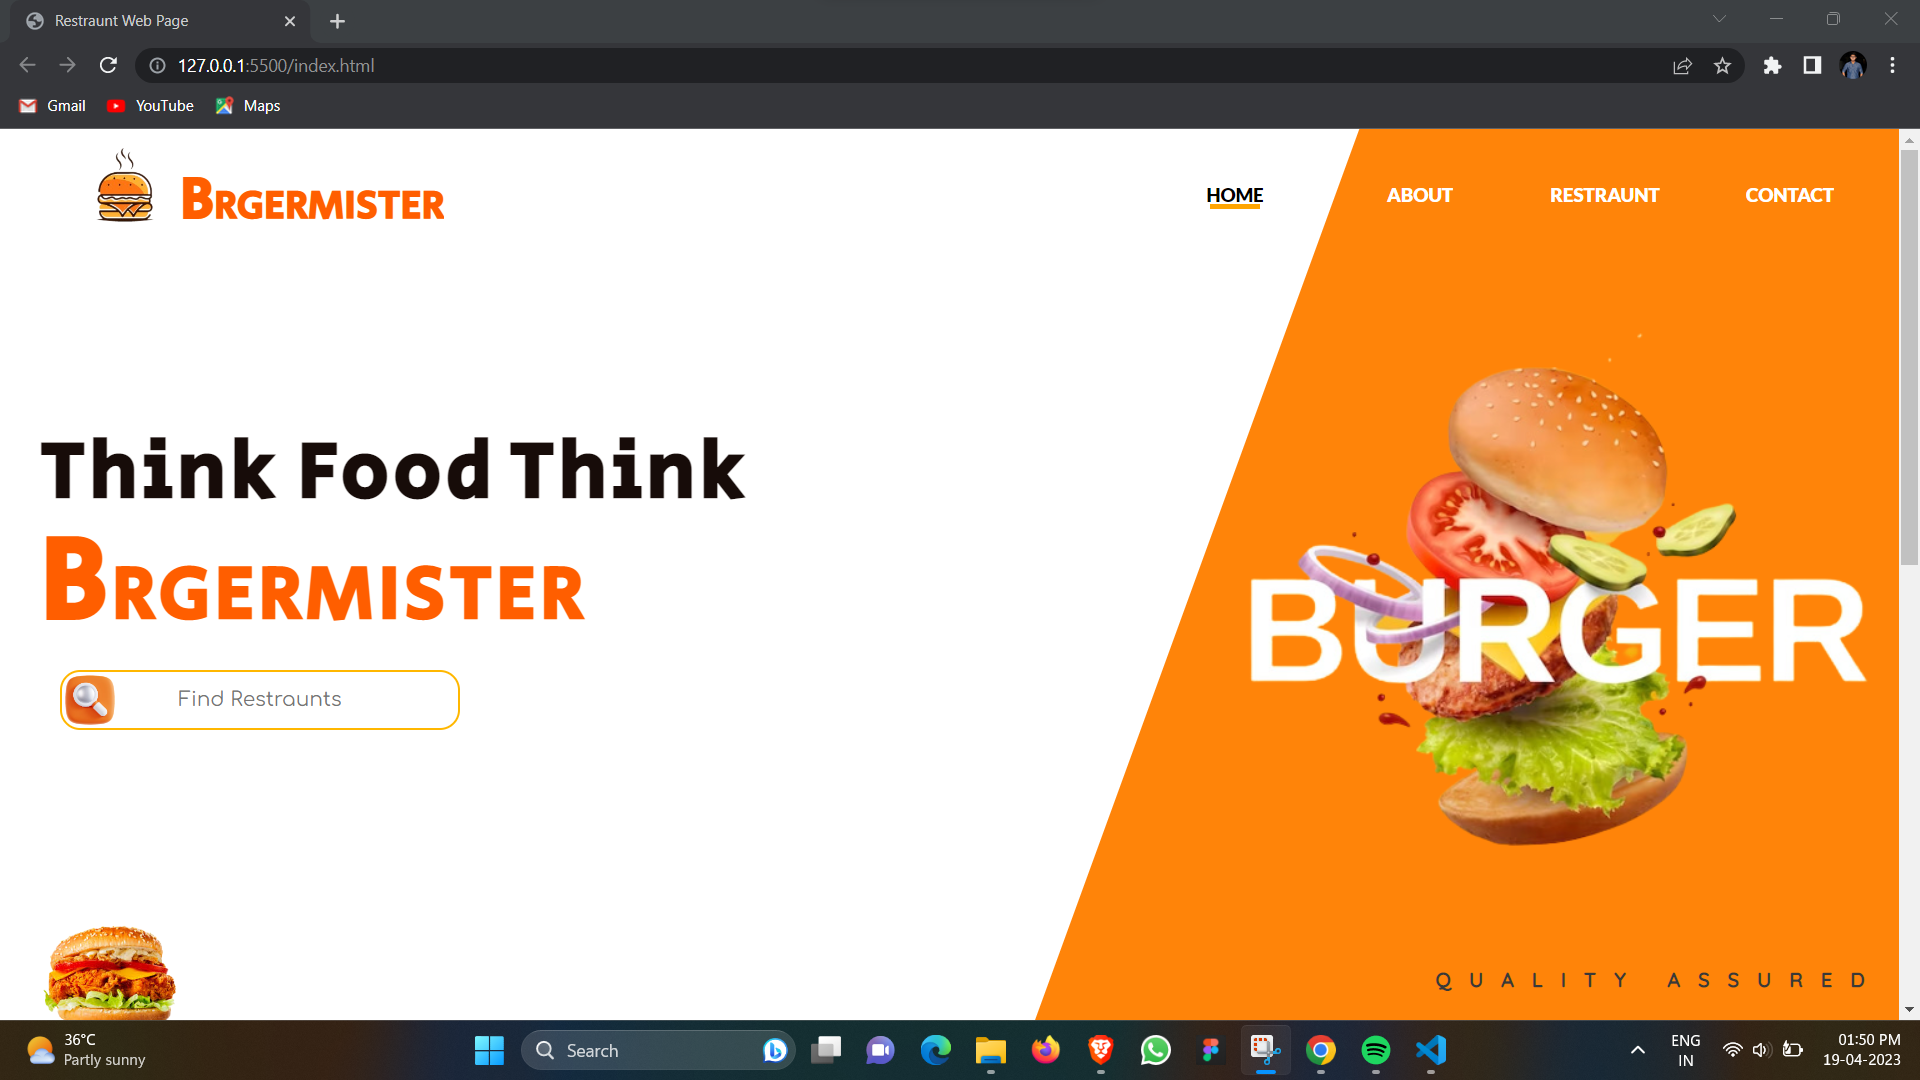 Restraunt Web Page
127.0.0.1:5500/index.html
Gmail YouTube Maps
BRGERMISTER
HOME ABOUT RESTRAUNT CONTACT
Think Food Think
BRGERMISTER
Find Restraunts
BURGER
QUALITY ASSURED
36°C
Partly sunny
Search
ENG
IN
01:50 PM
19-04-2023